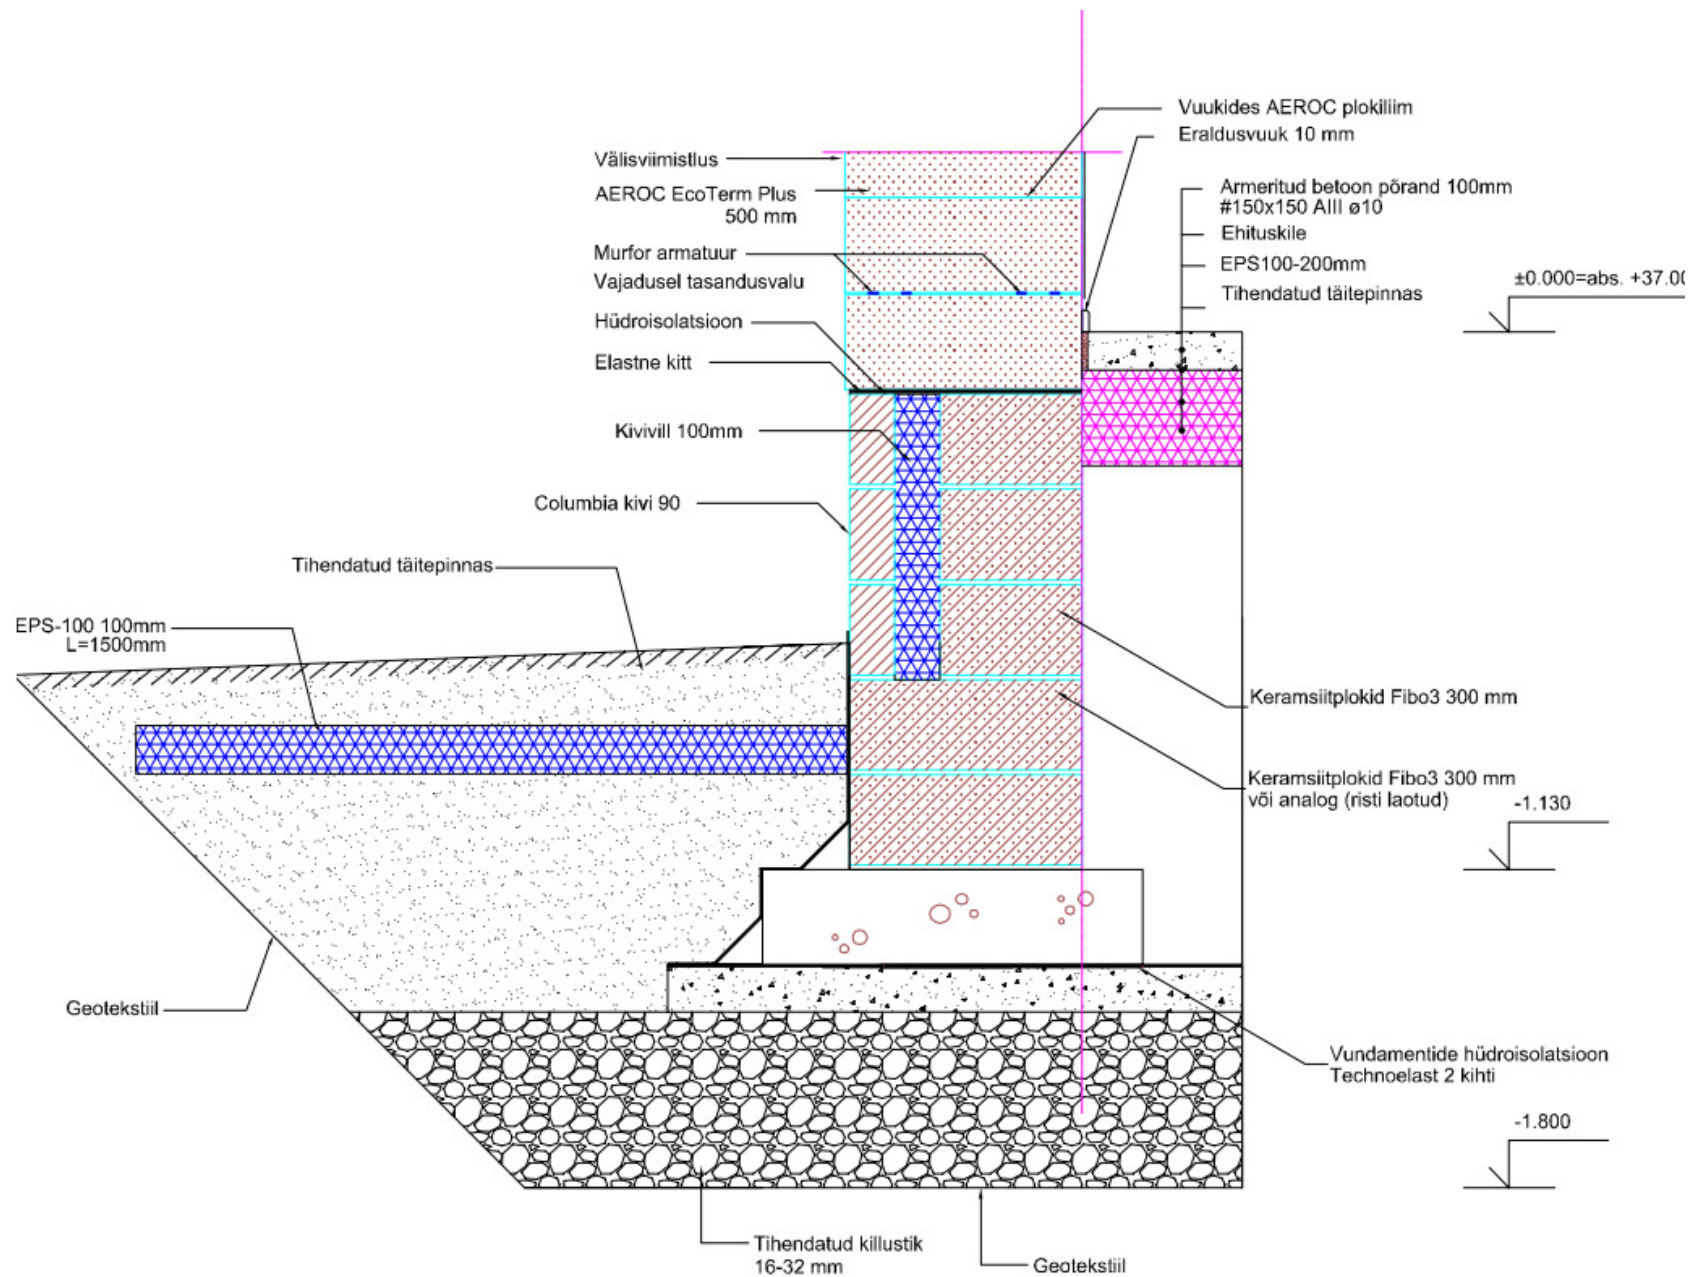 Vuukides AEROC plokiliim
Eraldusvuuk 10 mm
Välisviimistlus
AEROC EcoTerm Plus
500 mm
Armeritud betoon põrand 100mm
#150x150 AIII ø10
Ehituskile
EPS100-200mm
Tihendatud täitepinnas
Murfor armatuur
Vajadusel tasandusvalu
±0.000=abs. +37.00
Hüdroisolatsioon
Elastne kitt
Kivivill 100mm
Columbia kivi 90
Tihendatud täitepinnas
EPS-100 100mm
L=1500mm
Keramsiitplokid Fibo3 300 mm
Keramsiitplokid Fibo3 300 mm
või analog (risti laotud)
-1.130
Geotekstiil
Vundamentide hüdroisolatsioon
Technoelast 2 kihti
-1.800
Tihendatud killustik
16-32 mm
Geotekstiil